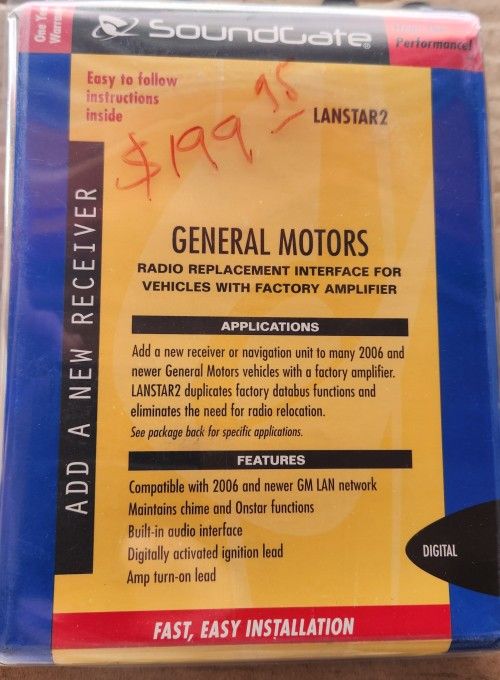 One Year
SoundGate®
Performance!
Easy to follow
instructions
inside
$199.95
LANSTAR2
ADD A NEW RECEIVER
GENERAL MOTORS
RADIO REPLACEMENT INTERFACE FOR
VEHICLES WITH FACTORY AMPLIFIER
APPLICATIONS
Add a new receiver or navigation unit to many 2006 and
newer General Motors vehicles with a factory amplifier.
LANSTAR2 duplicates factory databus functions and
eliminates the need for radio relocation.
See package back for specific applications.
FEATURES
Compatible with 2006 and newer GM LAN network
Maintains chime and Onstar functions
Built-in audio interface
Digitally activated ignition lead
Amp turn-on lead
DIGITAL
FAST, EASY INSTALLATION